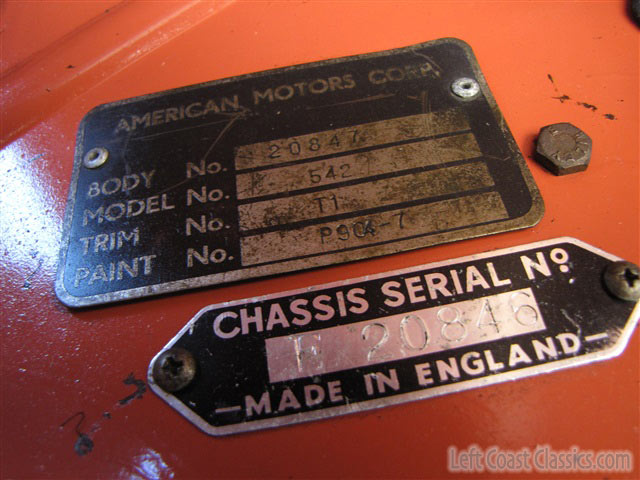 AMERICAN MOTORS CORP.
BODY No. 20847
MODEL No. 542
TRIM No. T1
PAINT No. P904-7
CHASSIS SERIAL Nº
E 20846
—MADE IN ENGLAND—
Left Coast Classics.com